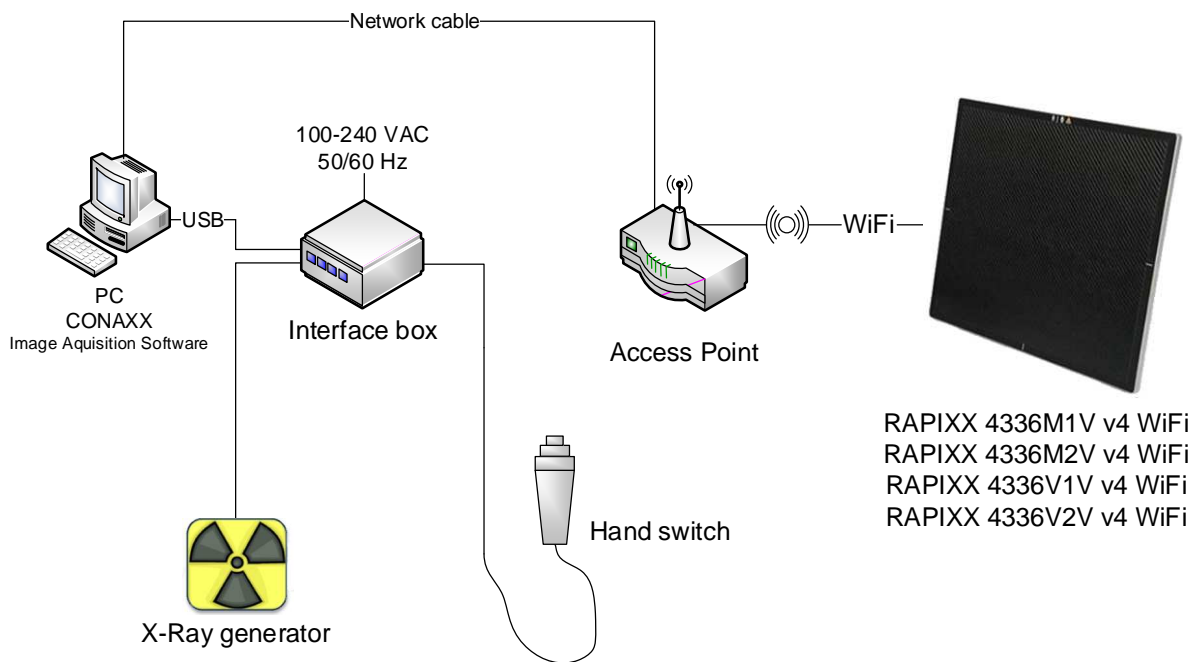 Network cable
100-240 VAC
50/60 Hz
USB
WiFi
PC
CONAXX
Image Aquisition Software
Interface box
Access Point
RAPIXX 4336M1V v4 WiFi
RAPIXX 4336M2V v4 WiFi
RAPIXX 4336V1V v4 WiFi
RAPIXX 4336V2V v4 WiFi
Hand switch
X-Ray generator